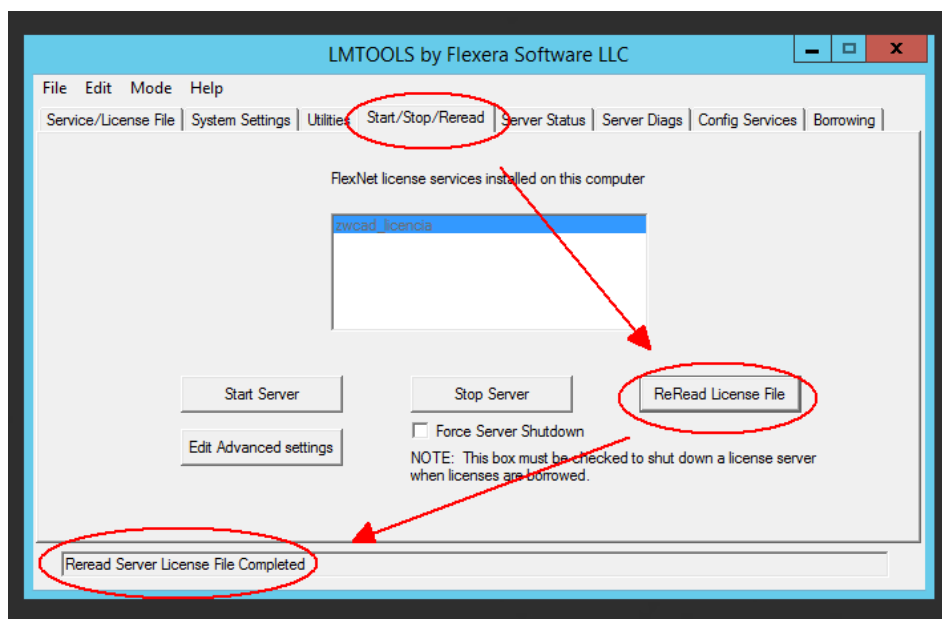 LMTOOLS by Flexera Software LLC
File Edit Mode Help
Service/License File System Settings Utilities Start/Stop/Reread Server Status Server Diags Config Services Borrowing
FlexNet license services installed on this computer
zwcad_licencia
Start Server Stop Server ReRead License File
Force Server Shutdown
Edit Advanced settings
NOTE: This box must be checked to shut down a license server
when licenses are borrowed.
Reread Server License File Completed